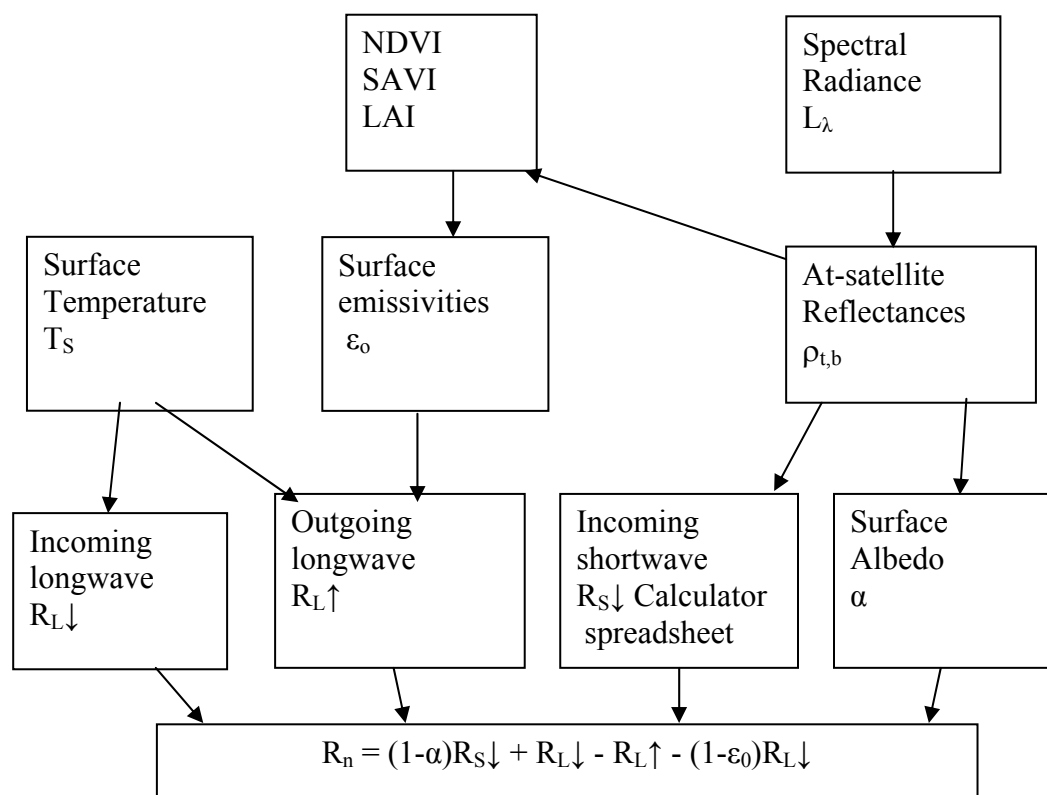 NDVI
SAVI
LAI
Spectral
Radiance
Lλ
Surface
Temperature
TS
Surface
emissivities
εo
At-satellite
Reflectances
ρt,b
Incoming
longwave
RL↓
Outgoing
longwave
RL↑
Incoming
shortwave
RS↓ Calculator
spreadsheet
Surface
Albedo
α
Rn = (1-α)RS↓ + RL↓ - RL↑ - (1-ε0)RL↓